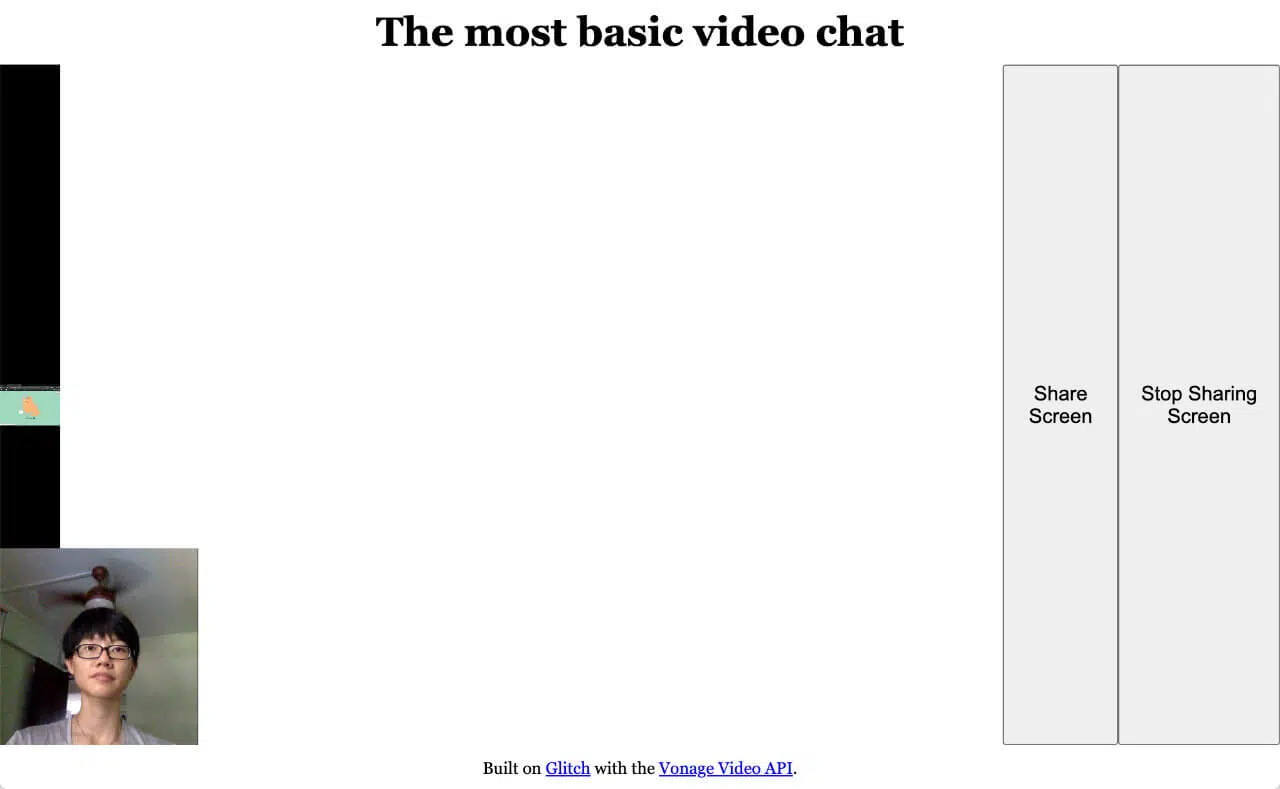 The most basic video chat
Share
Screen
Stop Sharing
Screen
Built on Glitch with the Vonage Video API.